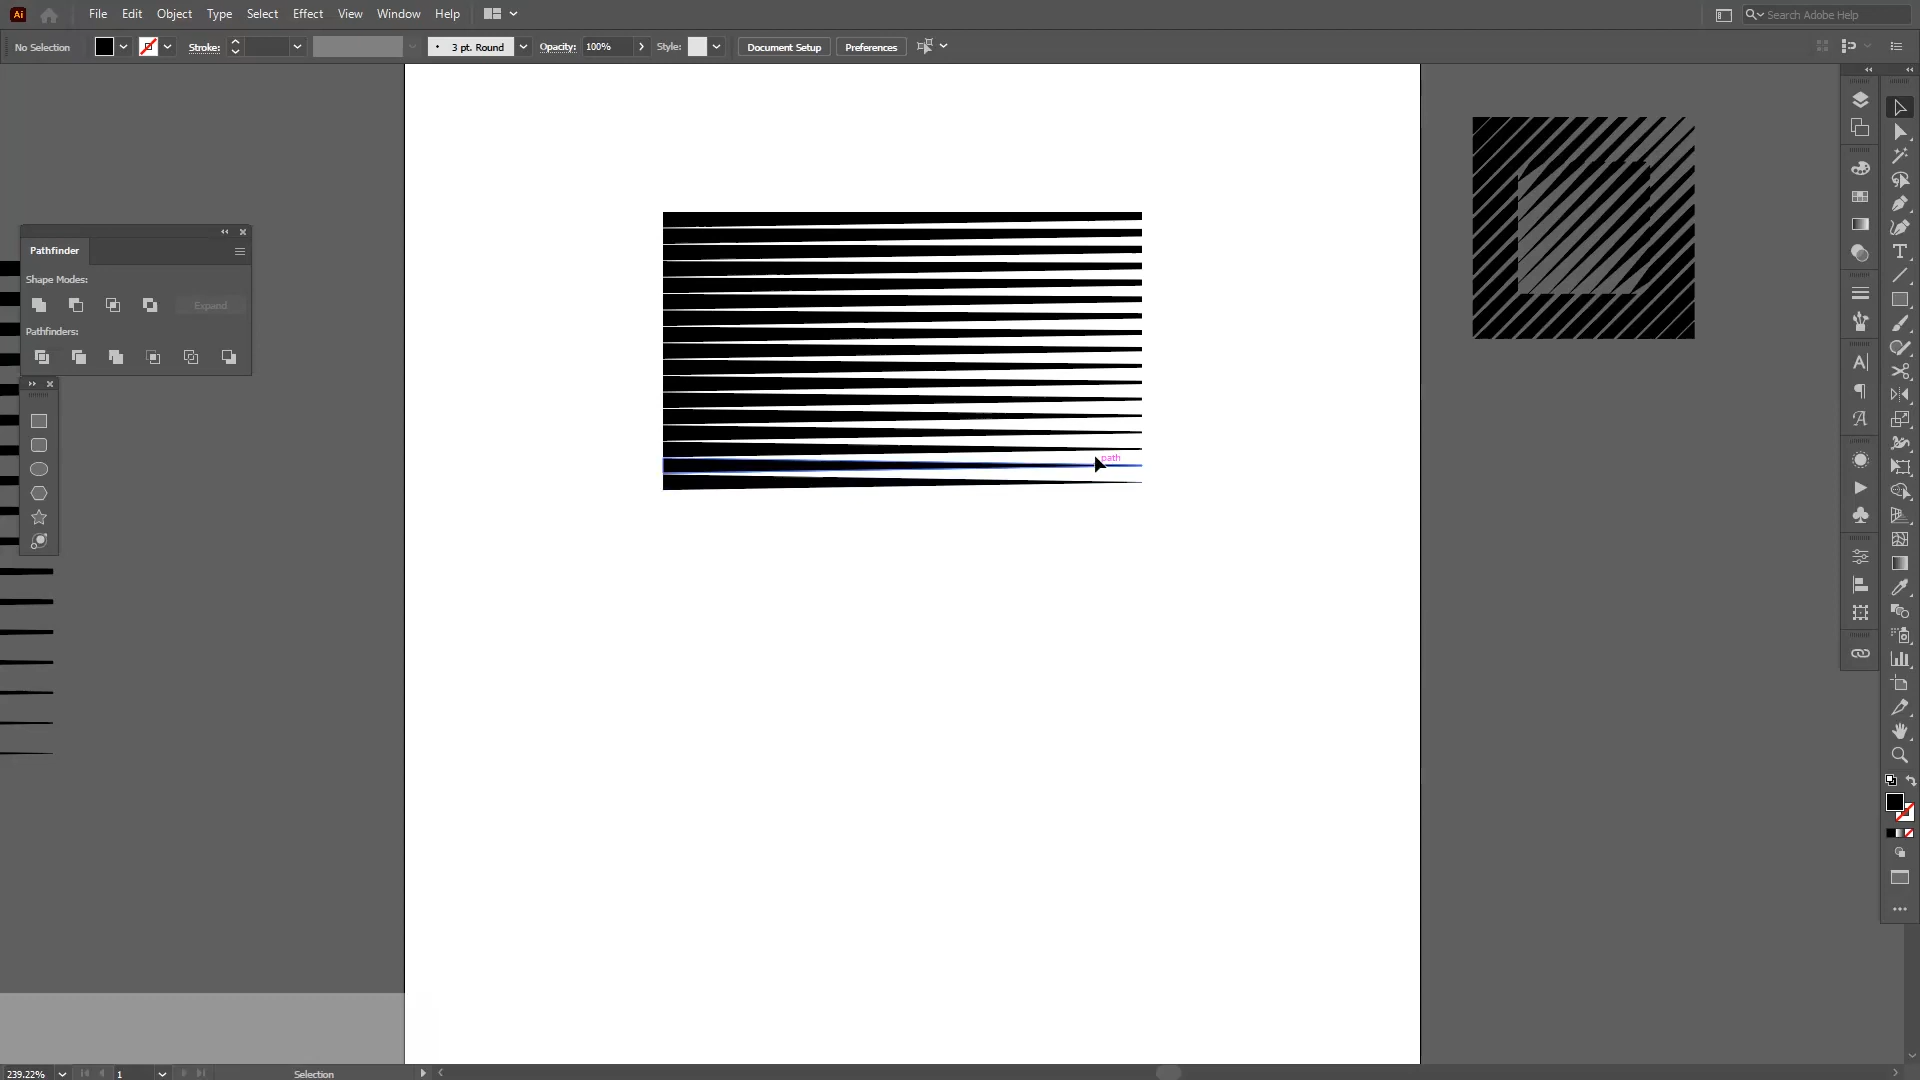 Ai File Edit Object Type Select Effect View Window Help Search Adobe Help
No Selection Stroke: 3 pt. Round Opacity: 100% Style: Document Setup Preferences
Pathfinder
Shape Modes:
Expand
Pathfinders:
path
239.22% 1 Selection